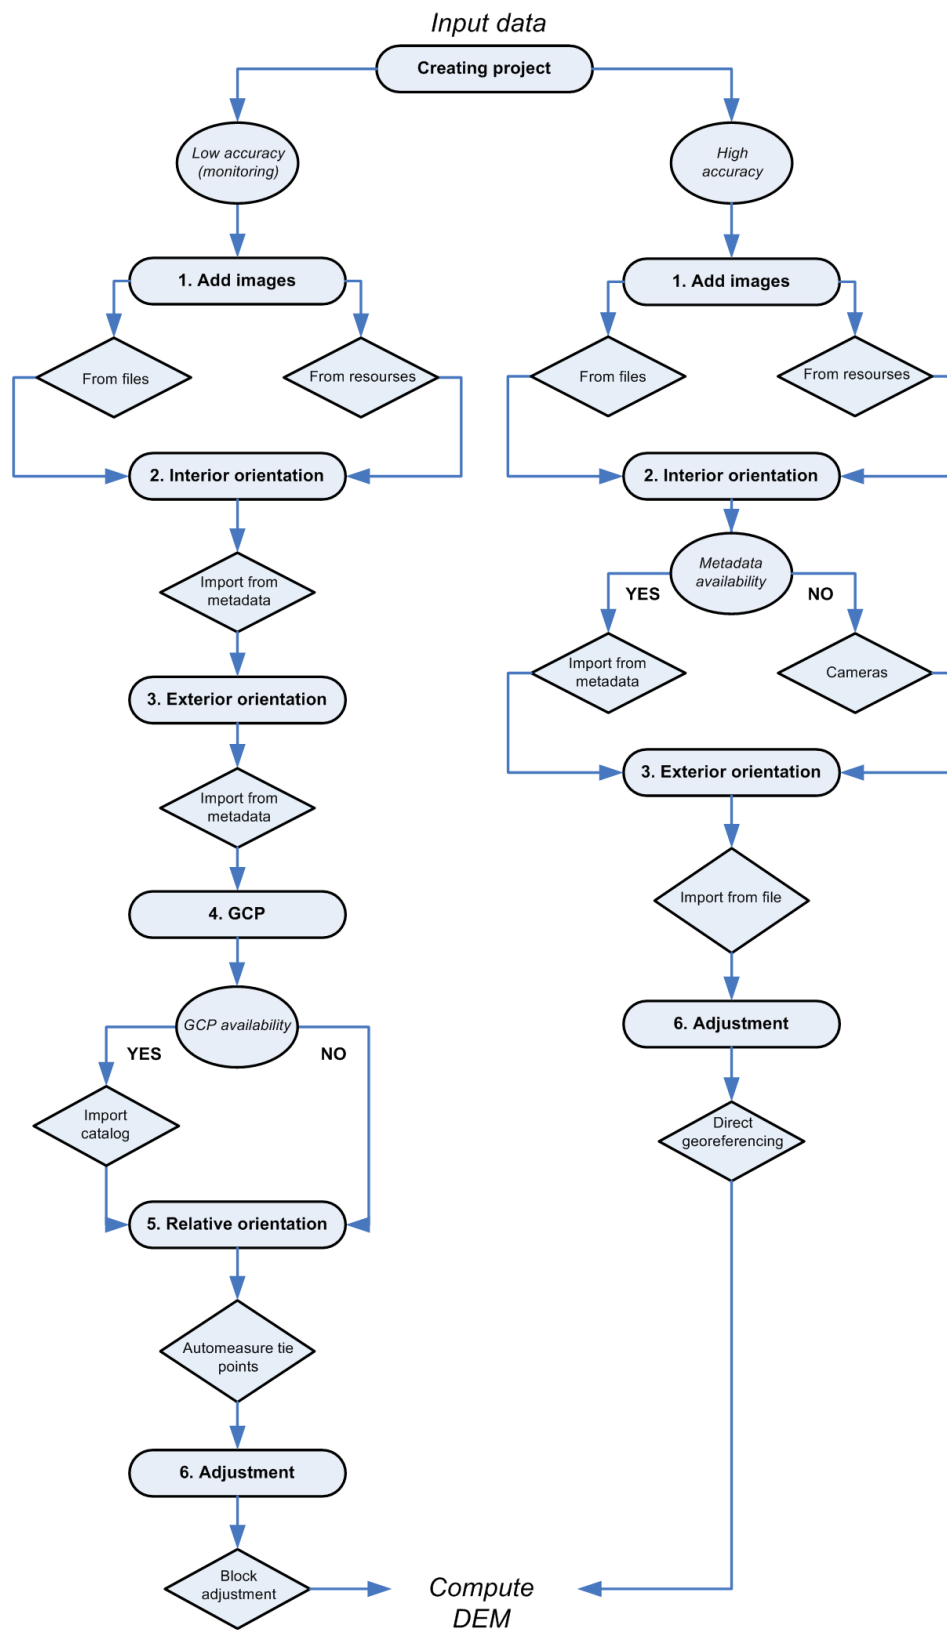 Input data
Creating project
Low accuracy
(monitoring)
High
accuracy
1. Add images
1. Add images
From files
From resourses
From files
From resourses
2. Interior orientation
2. Interior orientation
Metadata
availability
YES
NO
Import from
metadata
Import from
metadata
Cameras
3. Exterior orientation
3. Exterior orientation
Import from
metadata
Import from file
4. GCP
GCP availability
YES
NO
6. Adjustment
Import
catalog
Direct
georeferencing
5. Relative orientation
Automeasure tie
points
6. Adjustment
Block
adjustment
Compute
DEM